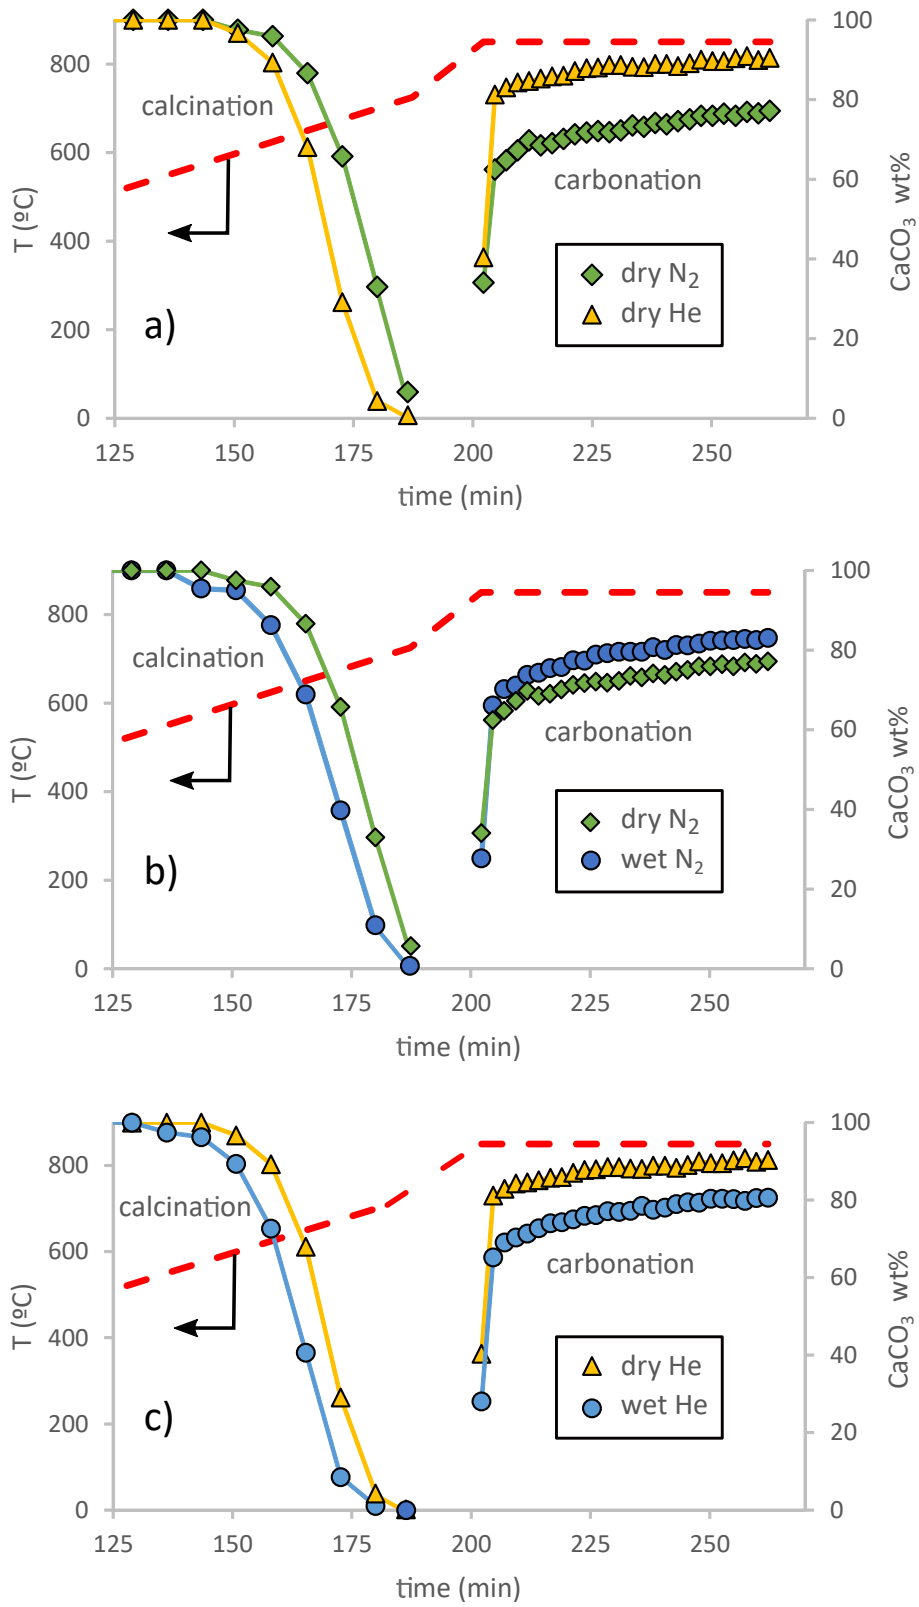 T (ºC)
800
600
400
200
0
125
150
175
200
225
250
time (min)
100
80
60
40
20
0
CaCO3 wt%
calcination
carbonation
dry N2
dry He
a)
T (ºC)
800
600
400
200
0
125
150
175
200
225
250
time (min)
100
80
60
40
20
0
CaCO3 wt%
calcination
carbonation
dry N2
wet N2
b)
T (ºC)
800
600
400
200
0
125
150
175
200
225
250
time (min)
100
80
60
40
20
0
CaCO3 wt%
calcination
carbonation
dry He
wet He
c)